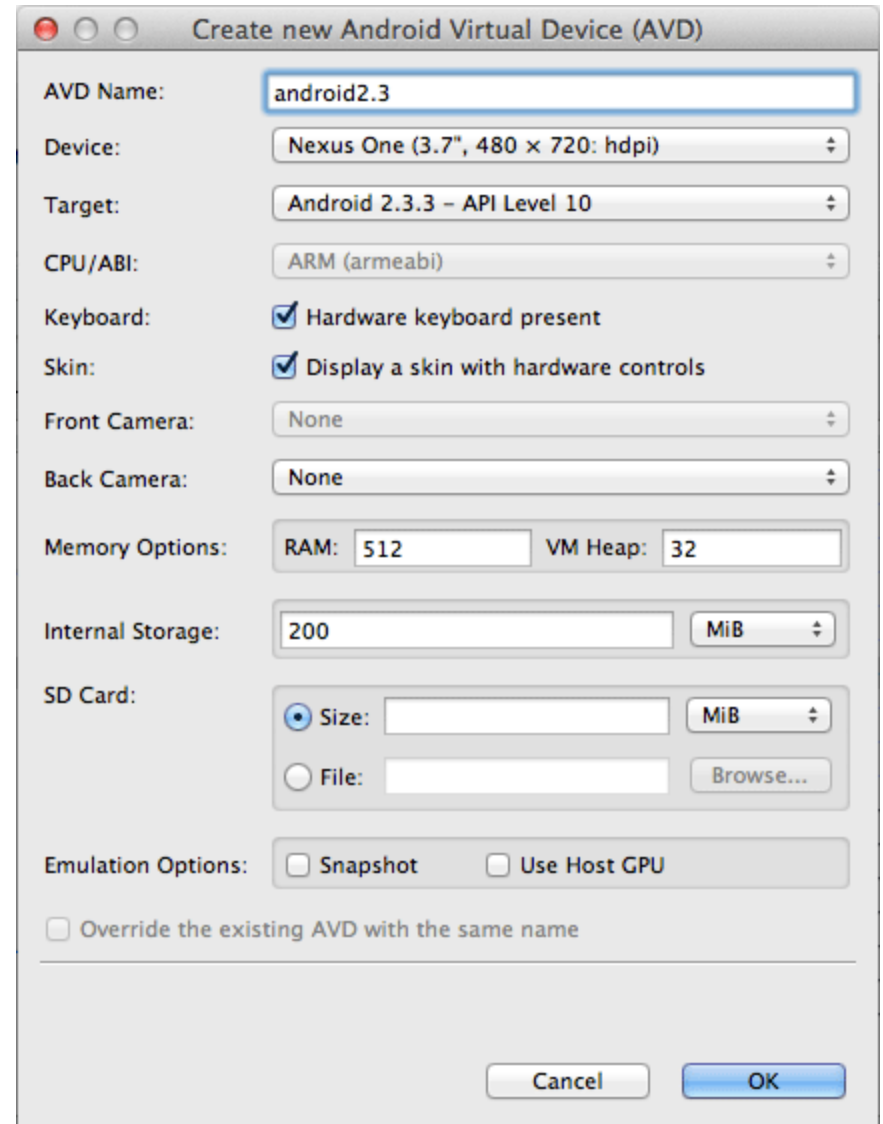 Create new Android Virtual Device (AVD)
AVD Name: android2.3
Device: Nexus One (3.7", 480 × 720: hdpi)
Target: Android 2.3.3 – API Level 10
CPU/ABI: ARM (armeabi)
Keyboard: Hardware keyboard present
Skin: Display a skin with hardware controls
Front Camera: None
Back Camera: None
Memory Options: RAM: 512 VM Heap: 32
Internal Storage: 200 MiB
SD Card:
Size: MiB
File: Browse...
Emulation Options: Snapshot Use Host GPU
Override the existing AVD with the same name
Cancel OK